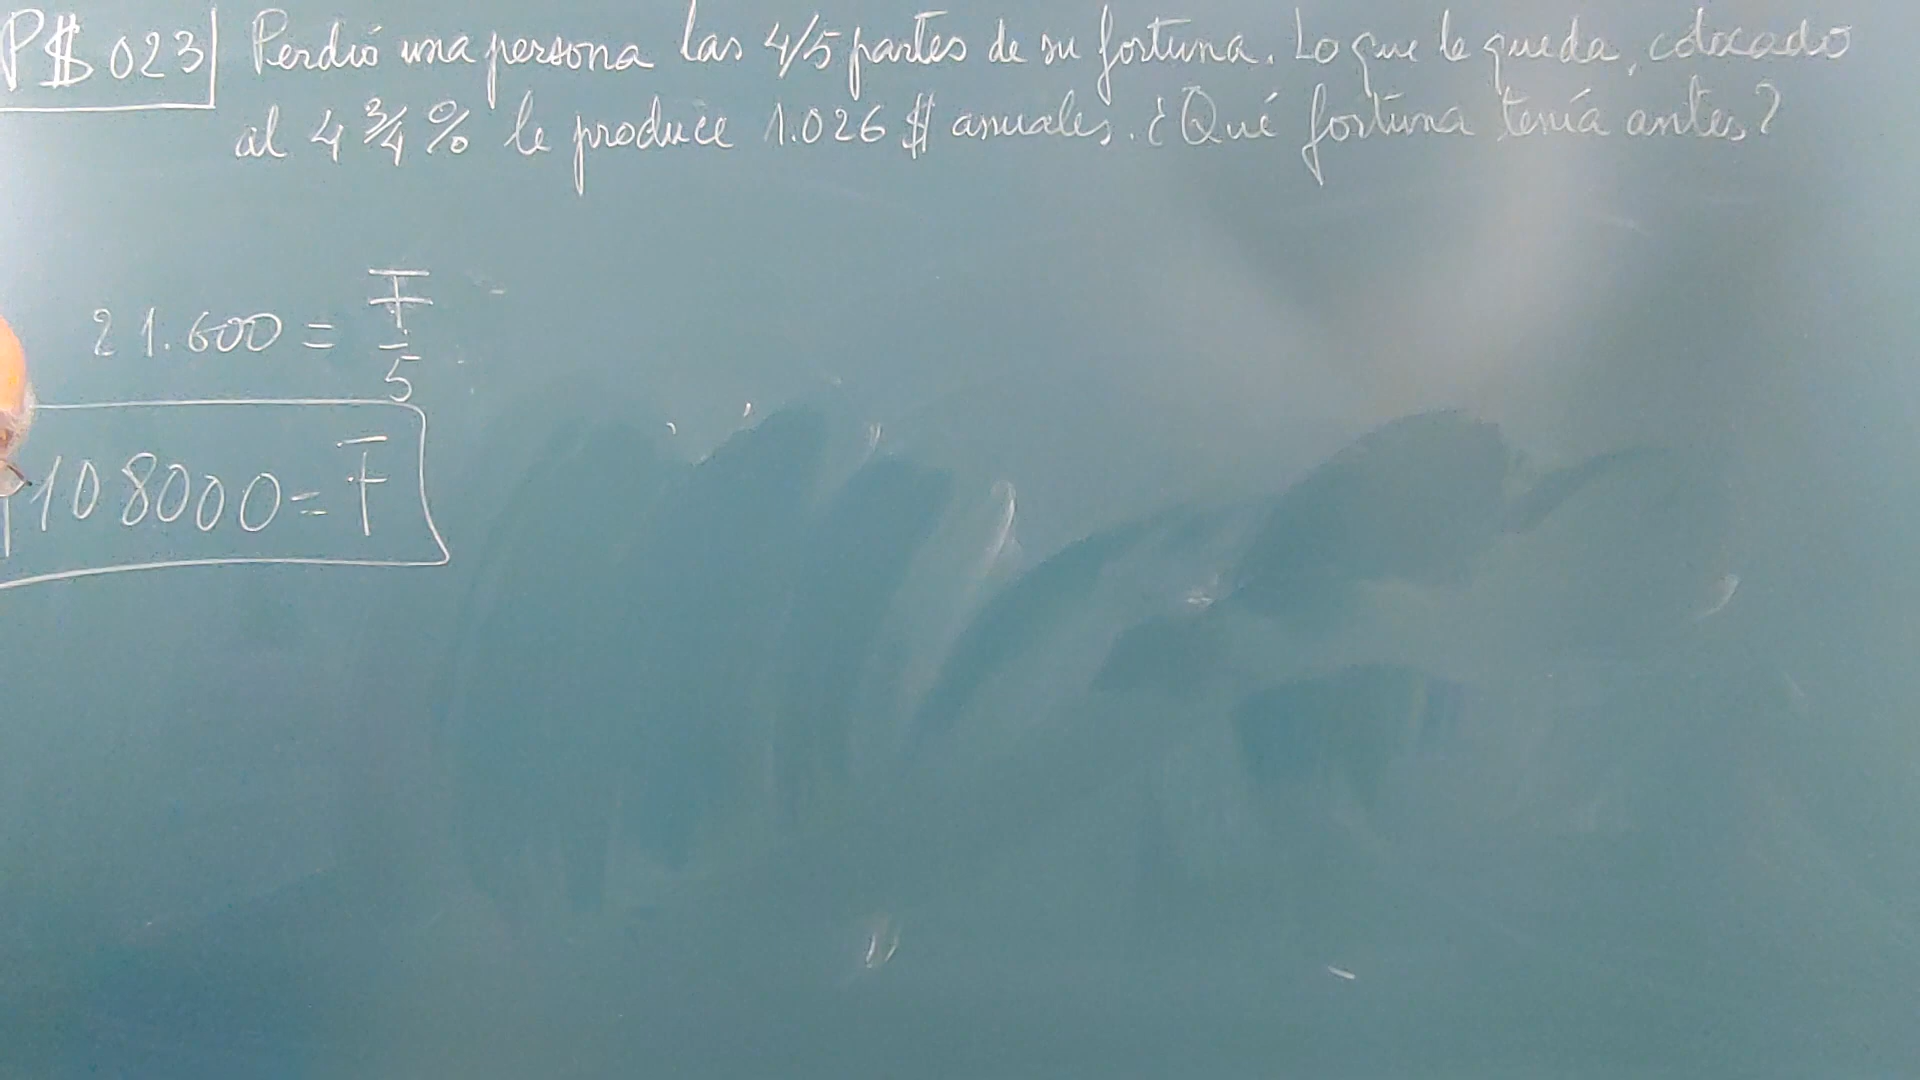 P$ 023 Perdió una persona las 4/5 partes de su fortuna. Lo que le queda, colocado
al 4 3/4 % le produce 1.026 $ anuales. ¿Qué fortuna tenía antes?
21.600 = F/5
108000 = F